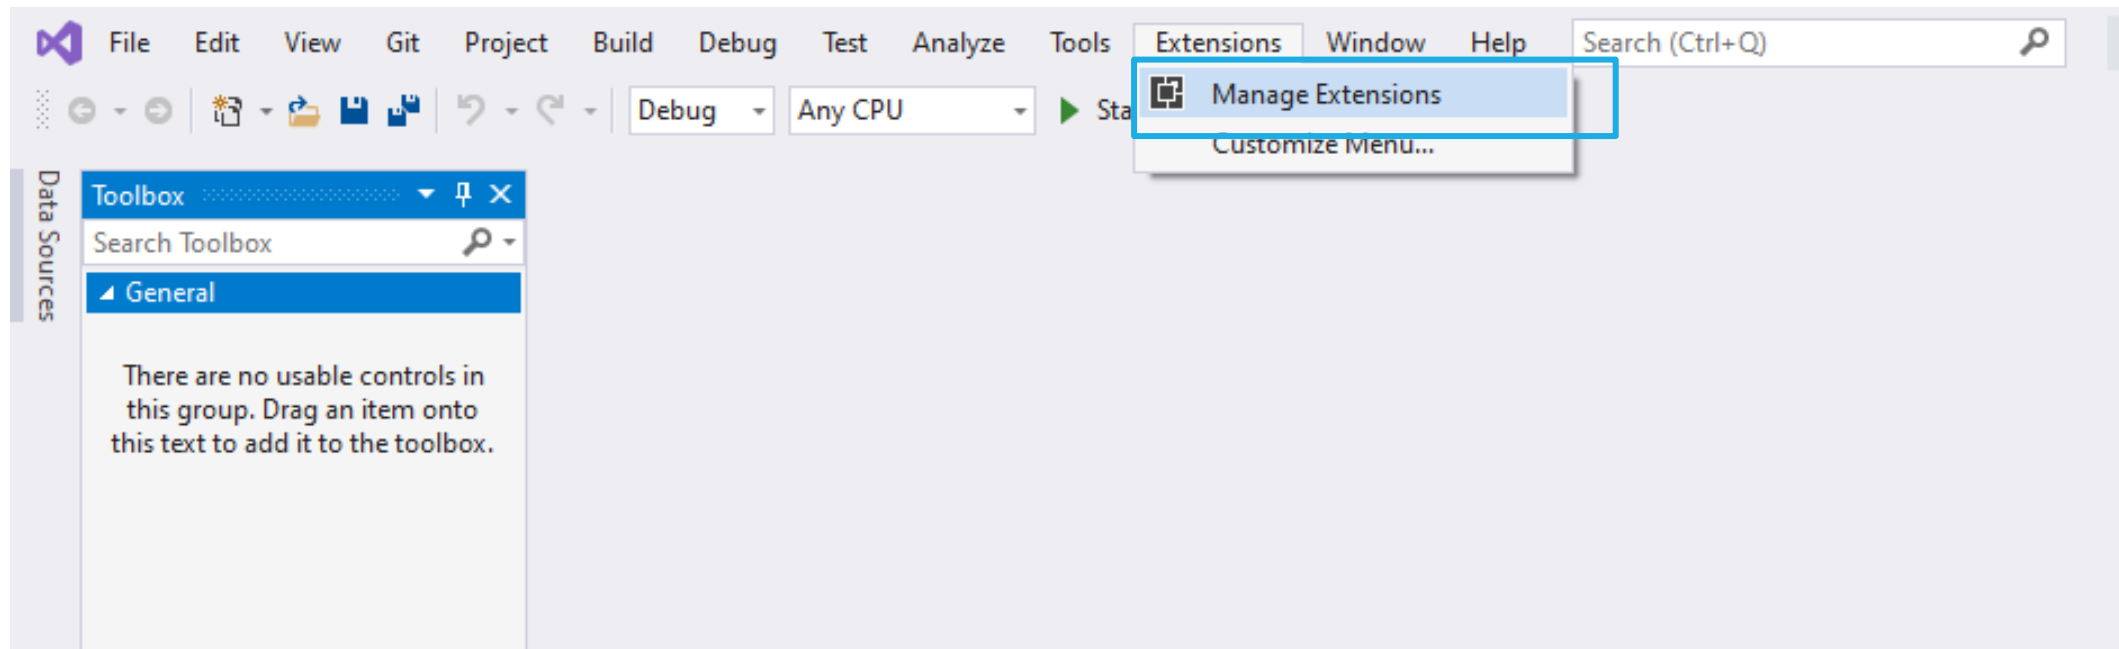 File Edit View Git Project Build Debug Test Analyze Tools Extensions Window Help Search (Ctrl+Q)
Debug Any CPU Sta
Manage Extensions
Customize Menu...
Data Sources
Toolbox
Search Toolbox
General
There are no usable controls in
this group. Drag an item onto
this text to add it to the toolbox.